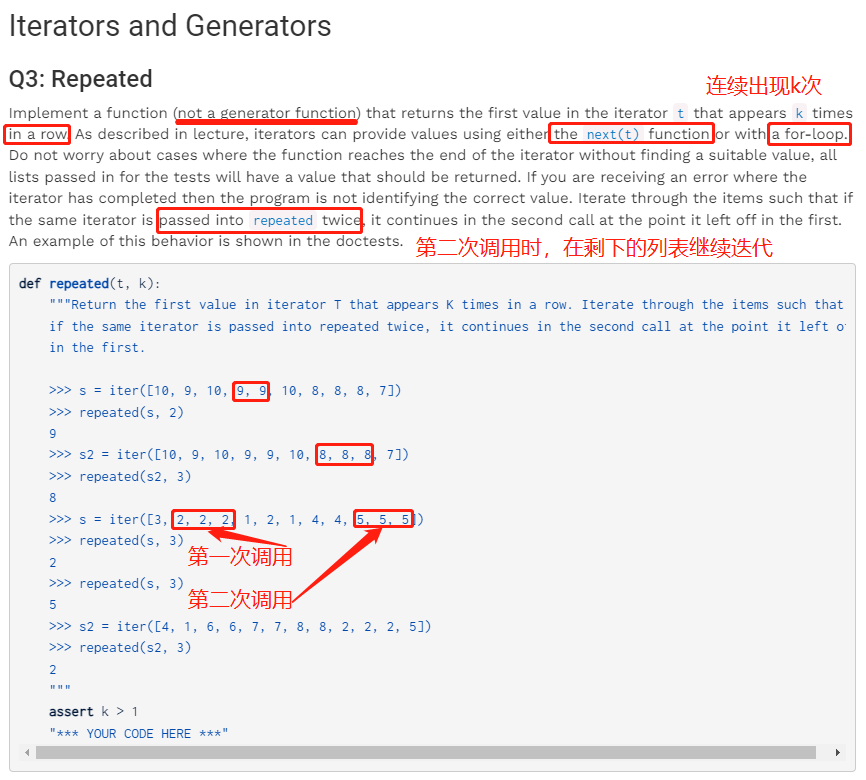 Iterators and Generators
Q3: Repeated
连续出现k次
Implement a function (not a generator function) that returns the first value in the iterator t that appears k times
in a row. As described in lecture, iterators can provide values using either the next(t) function or with a for-loop.
Do not worry about cases where the function reaches the end of the iterator without finding a suitable value, all
lists passed in for the tests will have a value that should be returned. If you are receiving an error where the
iterator has completed then the program is not identifying the correct value. Iterate through the items such that if
the same iterator is passed into repeated twice, it continues in the second call at the point it left off in the first.
An example of this behavior is shown in the doctests.
第二次调用时，在剩下的列表继续迭代
def repeated(t, k):
"""Return the first value in iterator T that appears K times in a row. Iterate through the items such that
if the same iterator is passed into repeated twice, it continues in the second call at the point it left o
in the first.
>>> s = iter([10, 9, 10, 9, 9, 10, 8, 8, 8, 7])
>>> repeated(s, 2)
9
>>> s2 = iter([10, 9, 10, 9, 9, 10, 8, 8, 8, 7])
>>> repeated(s2, 3)
8
>>> s = iter([3, 2, 2, 2, 1, 2, 1, 4, 4, 5, 5, 5])
>>> repeated(s, 3)
第一次调用
2
>>> repeated(s, 3)
第二次调用
5
>>> s2 = iter([4, 1, 6, 6, 7, 7, 8, 8, 2, 2, 2, 5])
>>> repeated(s2, 3)
2
"""
assert k > 1
"*** YOUR CODE HERE ***"